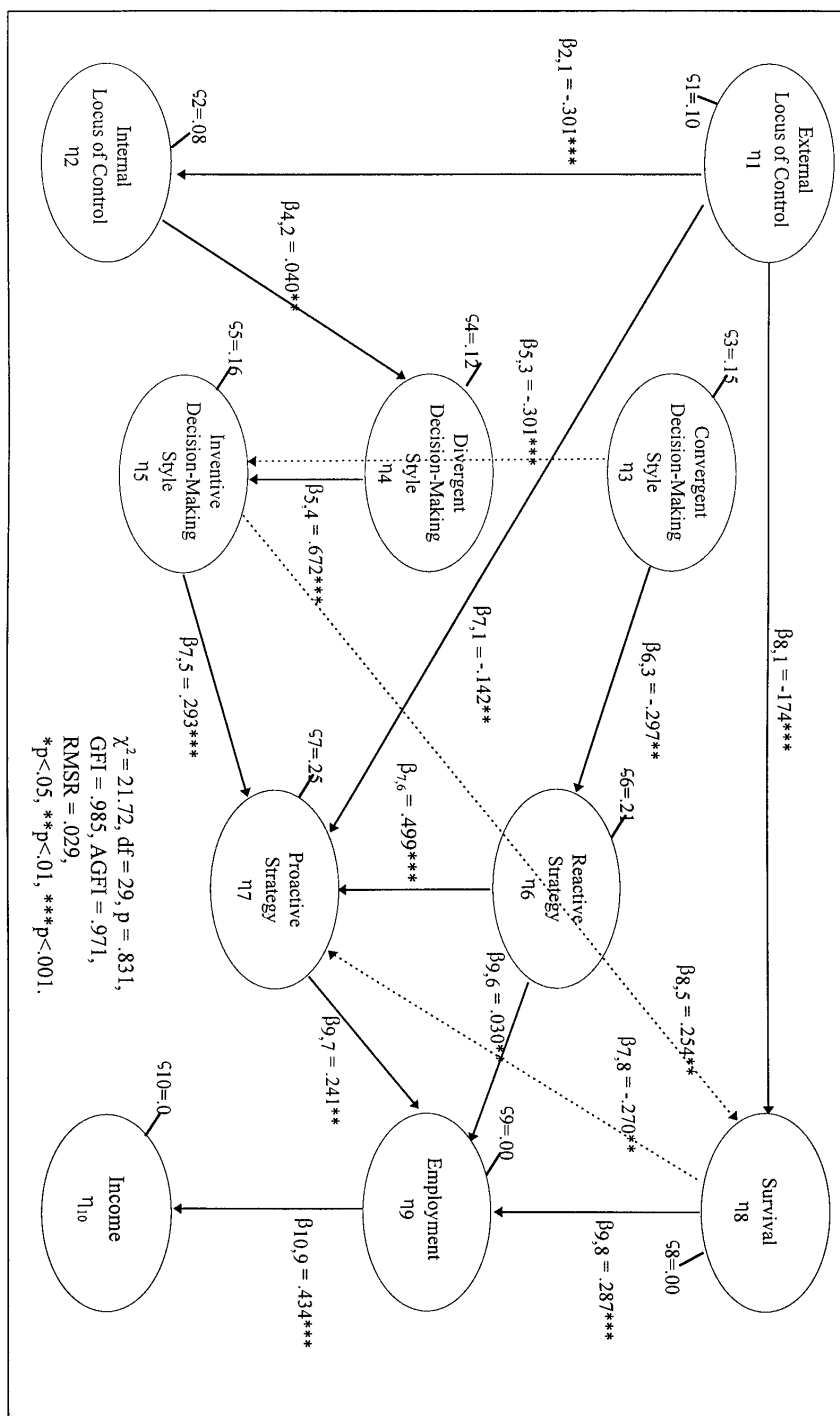 External
Locus of Control
η1
ς1=.10
β2,1 = -.301***
Internal
Locus of Control
η2
ς2=.08
β8,1 = -174***
β4,2 = .040**
Convergent
Decision-Making
Style
η3
ς3=.15
Divergent
Decision-Making
Style
η4
ς4=.12
β5,3 = -.301***
Inventive
Decision-Making
Style
η5
ς5=.16
β5,4 = .672***
β6,3 = -.297**
β7,1 = -.142**
β7,5 = .293***
Reactive
Strategy
η6
ς6=.21
β7,6 = .499***
Proactive
Strategy
η7
ς7=.25
β8,5 = .254**
β7,8 = -.270**
β9,6 = .030**
β9,7 = .241**
Survival
η8
ς8=.00
β9,8 = .287***
Employment
η9
ς9=.00
β10,9 = .434***
Income
η10
ς10=.0
χ² = 21.72, df = 29, p = .831,
GFI = .985, AGFI = .971,
RMSR = .029,
*p<.05, **p<.01, ***p<.001.